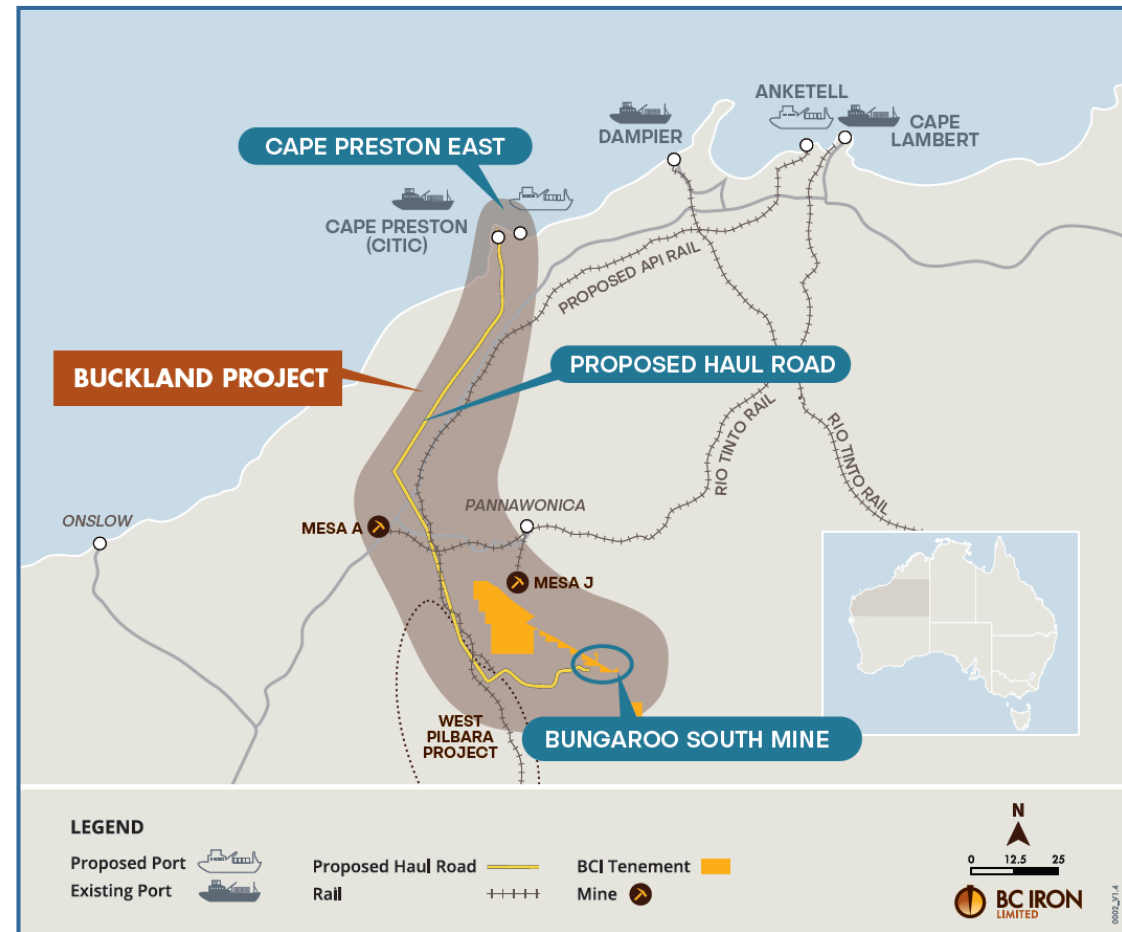 ANKETELL
DAMPIER
CAPE
LAMBERT
CAPE PRESTON EAST
CAPE PRESTON
(CITIC)
PROPOSED API RAIL
BUCKLAND PROJECT
PROPOSED HAUL ROAD
RIO TINTO RAIL
RIO TINTO RAIL
ONSLOW
MESA A
PANNAWONICA
MESA J
WEST
PILBARA
PROJECT
BUNGAROO SOUTH MINE
LEGEND
Proposed Port
Existing Port
Proposed Haul Road
Rail
BCI Tenement
Mine
N
0 12.5 25
BC IRON
LIMITED
0002_V1.4